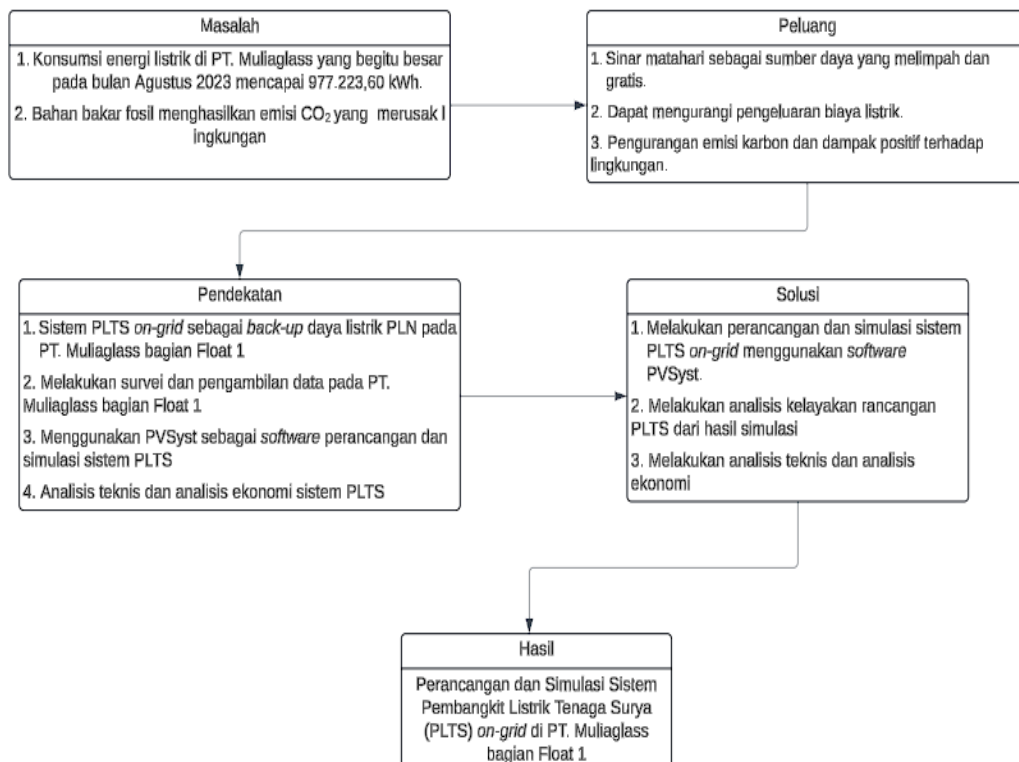 Masalah
1. Konsumsi energi listrik di PT. Muliaglass yang begitu besar
pada bulan Agustus 2023 mencapai 977.223,60 kWh.
2. Bahan bakar fosil menghasilkan emisi CO₂ yang merusak l
ingkungan
Peluang
1. Sinar matahari sebagai sumber daya yang melimpah dan
gratis.
2. Dapat mengurangi pengeluaran biaya listrik.
3. Pengurangan emisi karbon dan dampak positif terhadap
lingkungan.
Pendekatan
1. Sistem PLTS on-grid sebagai back-up daya listrik PLN pada
PT. Muliaglass bagian Float 1
2. Melakukan survei dan pengambilan data pada PT.
Muliaglass bagian Float 1
3. Menggunakan PVSyst sebagai software perancangan dan
simulasi sistem PLTS
4. Analisis teknis dan analisis ekonomi sistem PLTS
Solusi
1. Melakukan perancangan dan simulasi sistem
PLTS on-grid menggunakan software
PVSyst.
2. Melakukan analisis kelayakan rancangan
PLTS dari hasil simulasi
3. Melakukan analisis teknis dan analisis
ekonomi
Hasil
Perancangan dan Simulasi Sistem
Pembangkit Listrik Tenaga Surya
(PLTS) on-grid di PT. Muliaglass
bagian Float 1